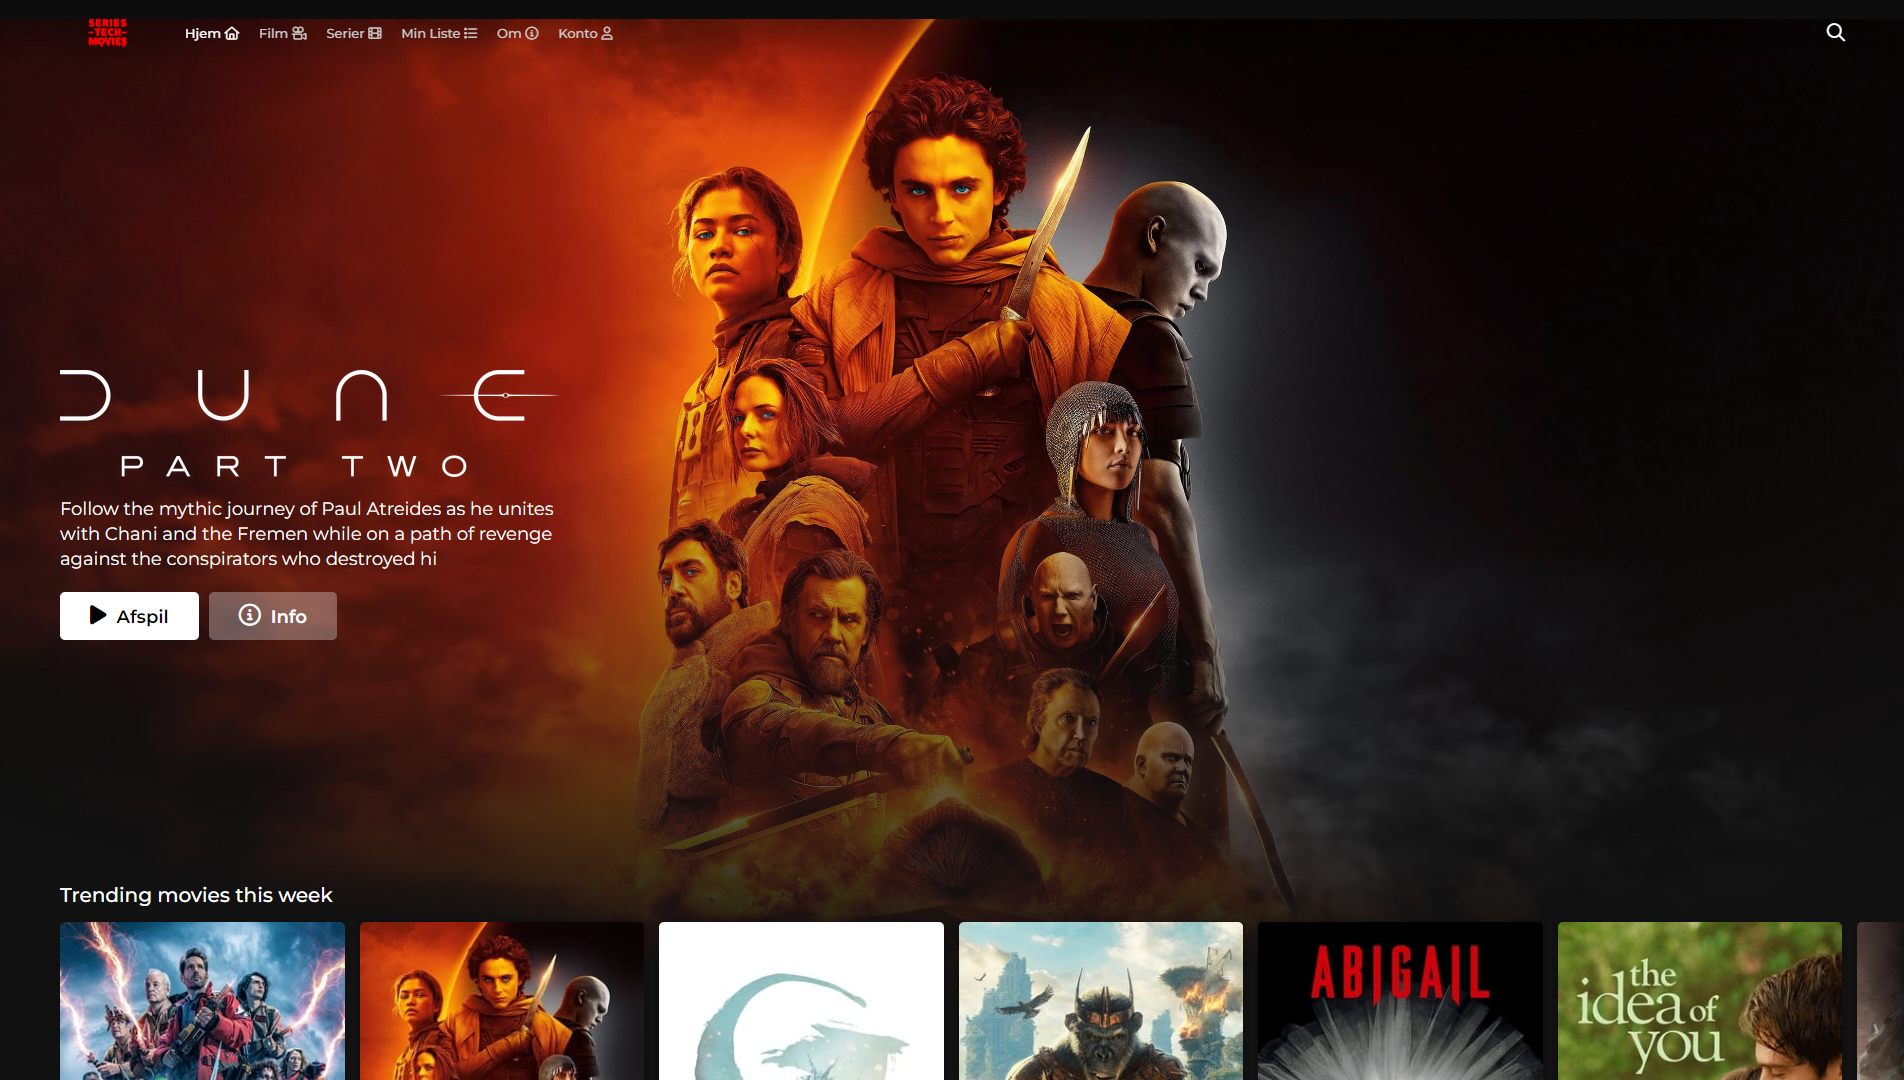 SERIES
-TECH-
MOVIES
Hjem
Film
Serier
Min Liste
Om
Konto
DUNE
PART TWO
Follow the mythic journey of Paul Atreides as he unites
with Chani and the Fremen while on a path of revenge
against the conspirators who destroyed hi
Afspil
Info
Trending movies this week
ABIGAIL
the
idea of
you